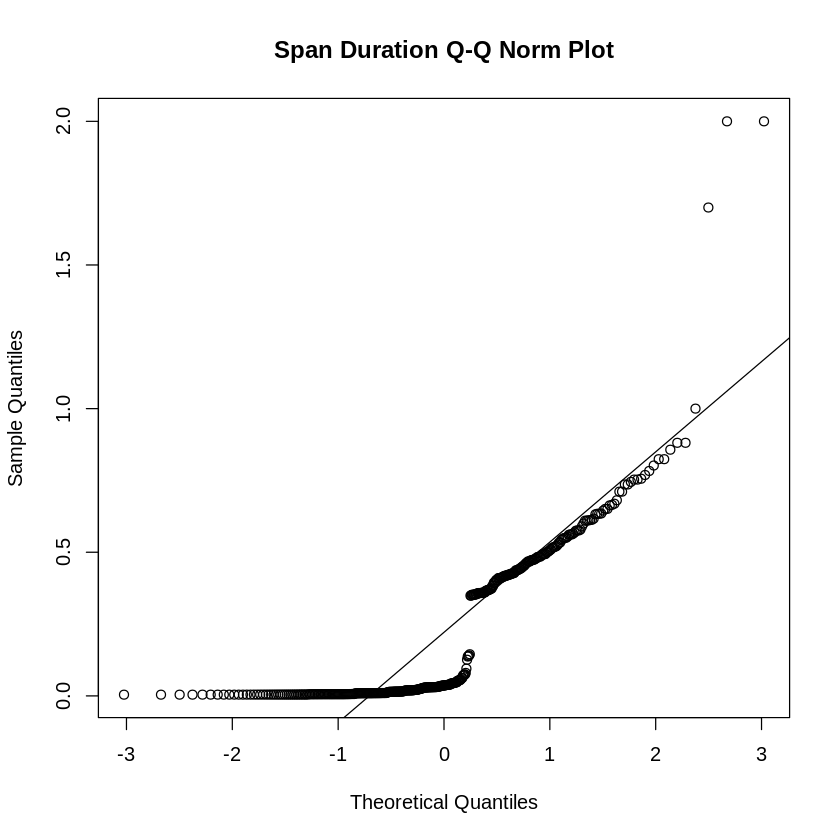 Span Duration Q-Q Norm Plot
2.0
1.5
1.0
0.5
0.0
Sample Quantiles
-3 -2 -1 0 1 2 3
Theoretical Quantiles